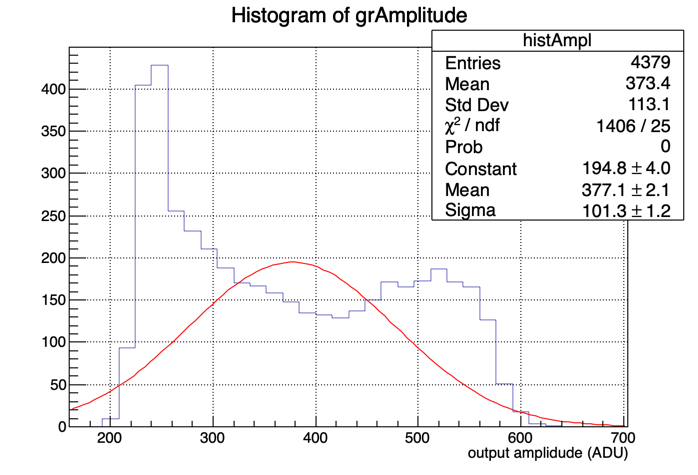 Histogram of grAmplitude
histAmpl
Entries 4379
Mean 373.4
Std Dev 113.1
χ² / ndf 1406 / 25
Prob 0
Constant 194.8 ± 4.0
Mean 377.1 ± 2.1
Sigma 101.3 ± 1.2
400
350
300
250
200
150
100
50
0
200 300 400 500 600 700
output amplidude (ADU)